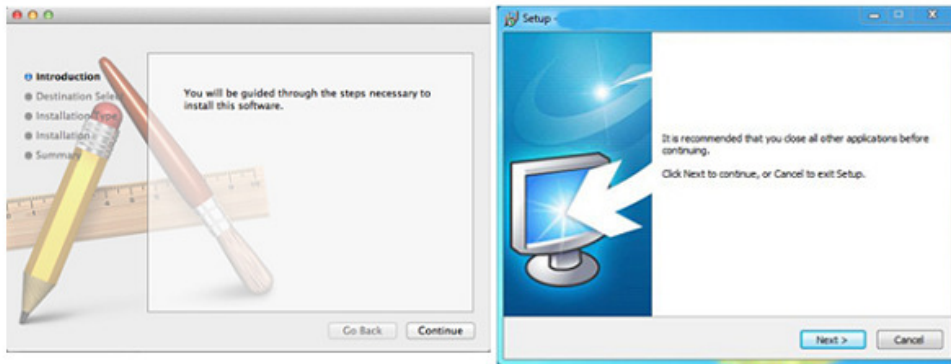 Introduction
Destination Select
Installation Type
Installation
Summary
You will be guided through the steps necessary to
install this software.
Go Back
Continue
Setup -
It is recommended that you close all other applications before
continuing.
Click Next to continue, or Cancel to exit Setup.
Next >
Cancel